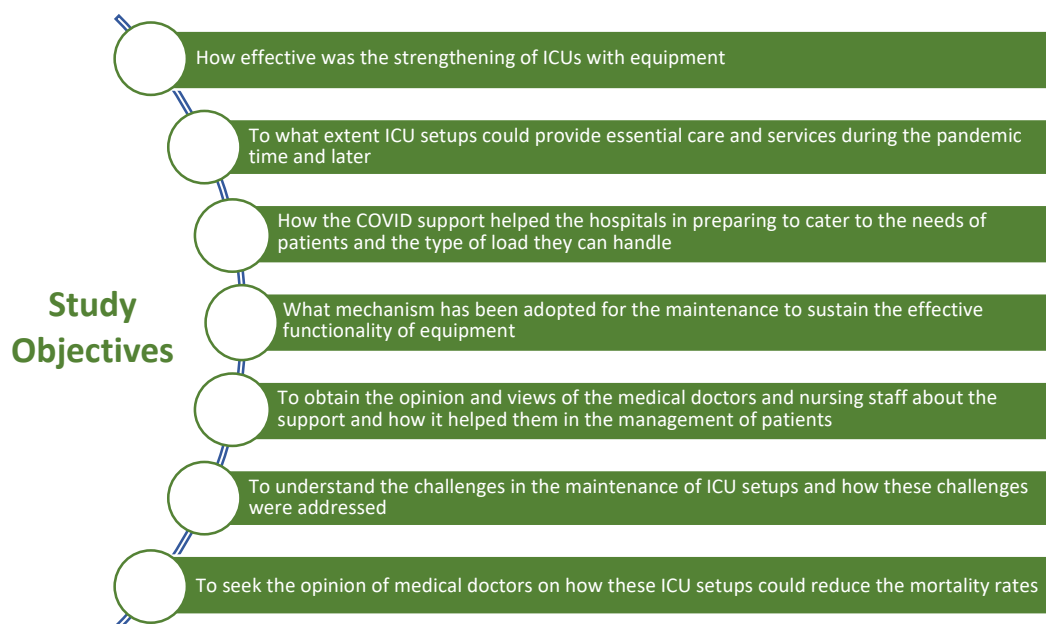 Study
Objectives
How effective was the strengthening of ICUs with equipment
To what extent ICU setups could provide essential care and services during the pandemic
time and later
How the COVID support helped the hospitals in preparing to cater to the needs of
patients and the type of load they can handle
What mechanism has been adopted for the maintenance to sustain the effective
functionality of equipment
To obtain the opinion and views of the medical doctors and nursing staff about the
support and how it helped them in the management of patients
To understand the challenges in the maintenance of ICU setups and how these challenges
were addressed
To seek the opinion of medical doctors on how these ICU setups could reduce the mortality rates